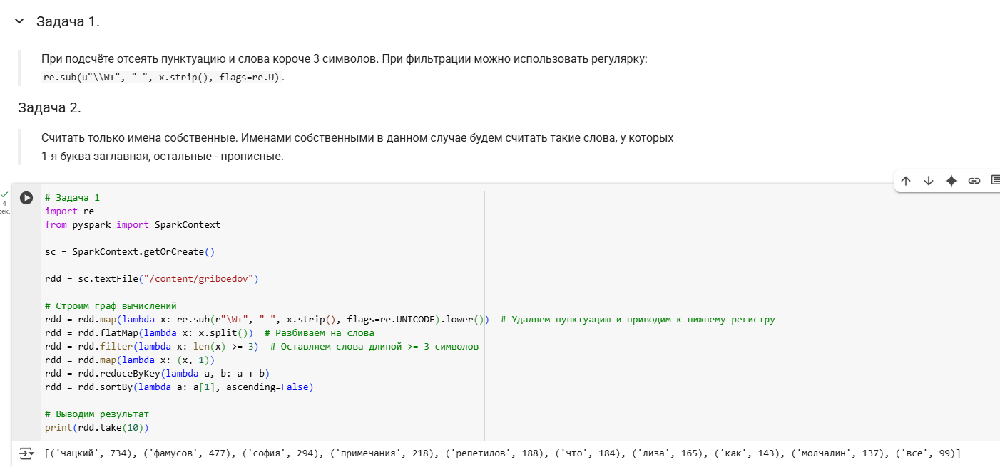 Задача 1.
При подсчёте отсеять пунктуацию и слова короче 3 символов. При фильтрации можно использовать регулярку:
re.sub(u"\\W+", " ", x.strip(), flags=re.U).
Задача 2.
Считать только имена собственные. Именами собственными в данном случае будем считать такие слова, у которых
1-я буква заглавная, остальные - прописные.
4
сек.
# Задача 1
import re
from pyspark import SparkContext
sc = SparkContext.getOrCreate()
rdd = sc.textFile("/content/griboedov")
# Строим граф вычислений
rdd = rdd.map(lambda x: re.sub(r"\W+", " ", x.strip(), flags=re.UNICODE).lower())  # Удаляем пунктуацию и приводим к нижнему регистру
rdd = rdd.flatMap(lambda x: x.split())  # Разбиваем на слова
rdd = rdd.filter(lambda x: len(x) >= 3)  # Оставляем слова длиной >= 3 символов
rdd = rdd.map(lambda x: (x, 1))
rdd = rdd.reduceByKey(lambda a, b: a + b)
rdd = rdd.sortBy(lambda a: a[1], ascending=False)
# Выводим результат
print(rdd.take(10))
[('чацкий', 734), ('фамусов', 477), ('софия', 294), ('примечания', 218), ('репетилов', 188), ('что', 184), ('лиза', 165), ('как', 143), ('молчалин', 137), ('все', 99)]